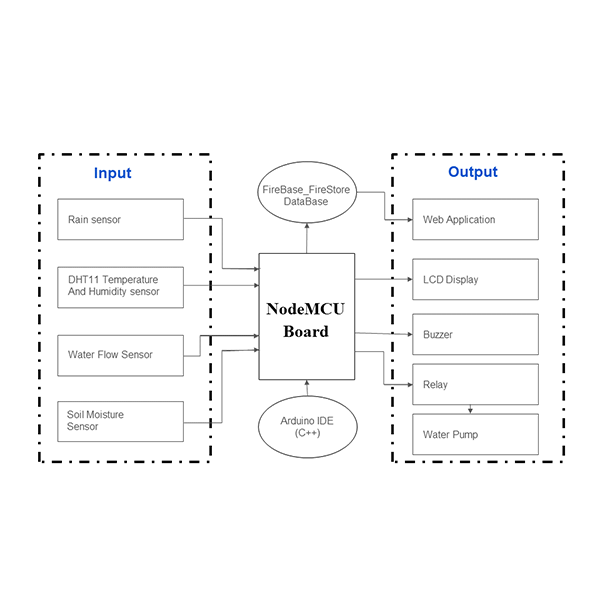 Input
Rain sensor
DHT11 Temperature
And Humidity sensor
Water Flow Sensor
Soil Moisture
Sensor
FireBase_FireStore
DataBase
NodeMCU
Board
Arduino IDE
(C++)
Output
Web Application
LCD Display
Buzzer
Relay
Water Pump